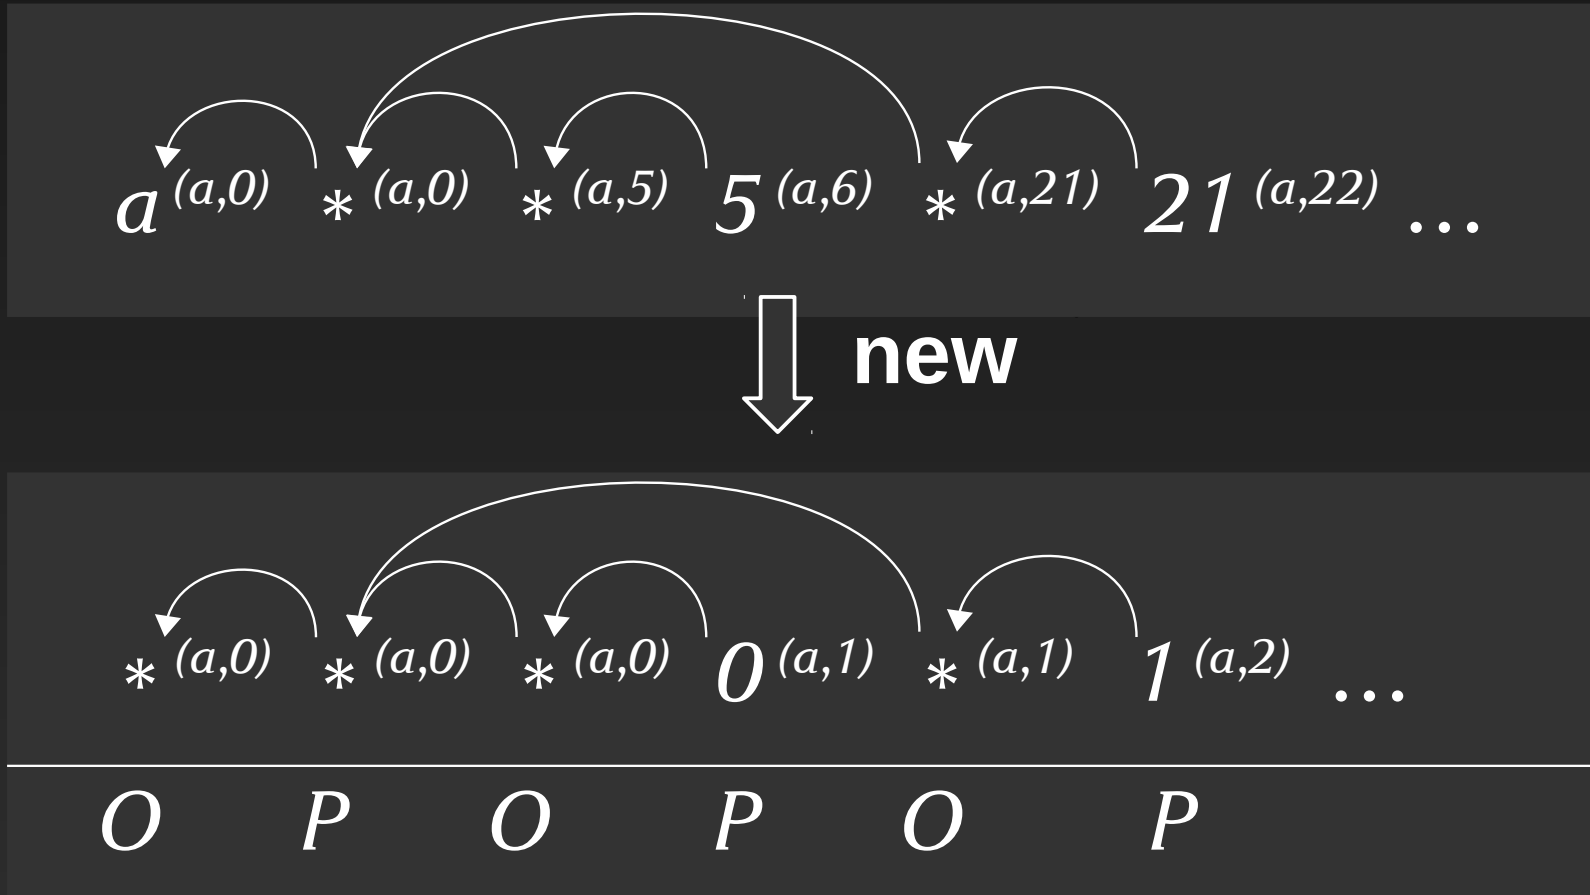 a (a,0) * (a,0) * (a,5) 5 (a,6) * (a,21) 21 (a,22) ...
new
* (a,0) * (a,0) * (a,0) 0 (a,1) * (a,1) 1 (a,2) ...
O P O P O P